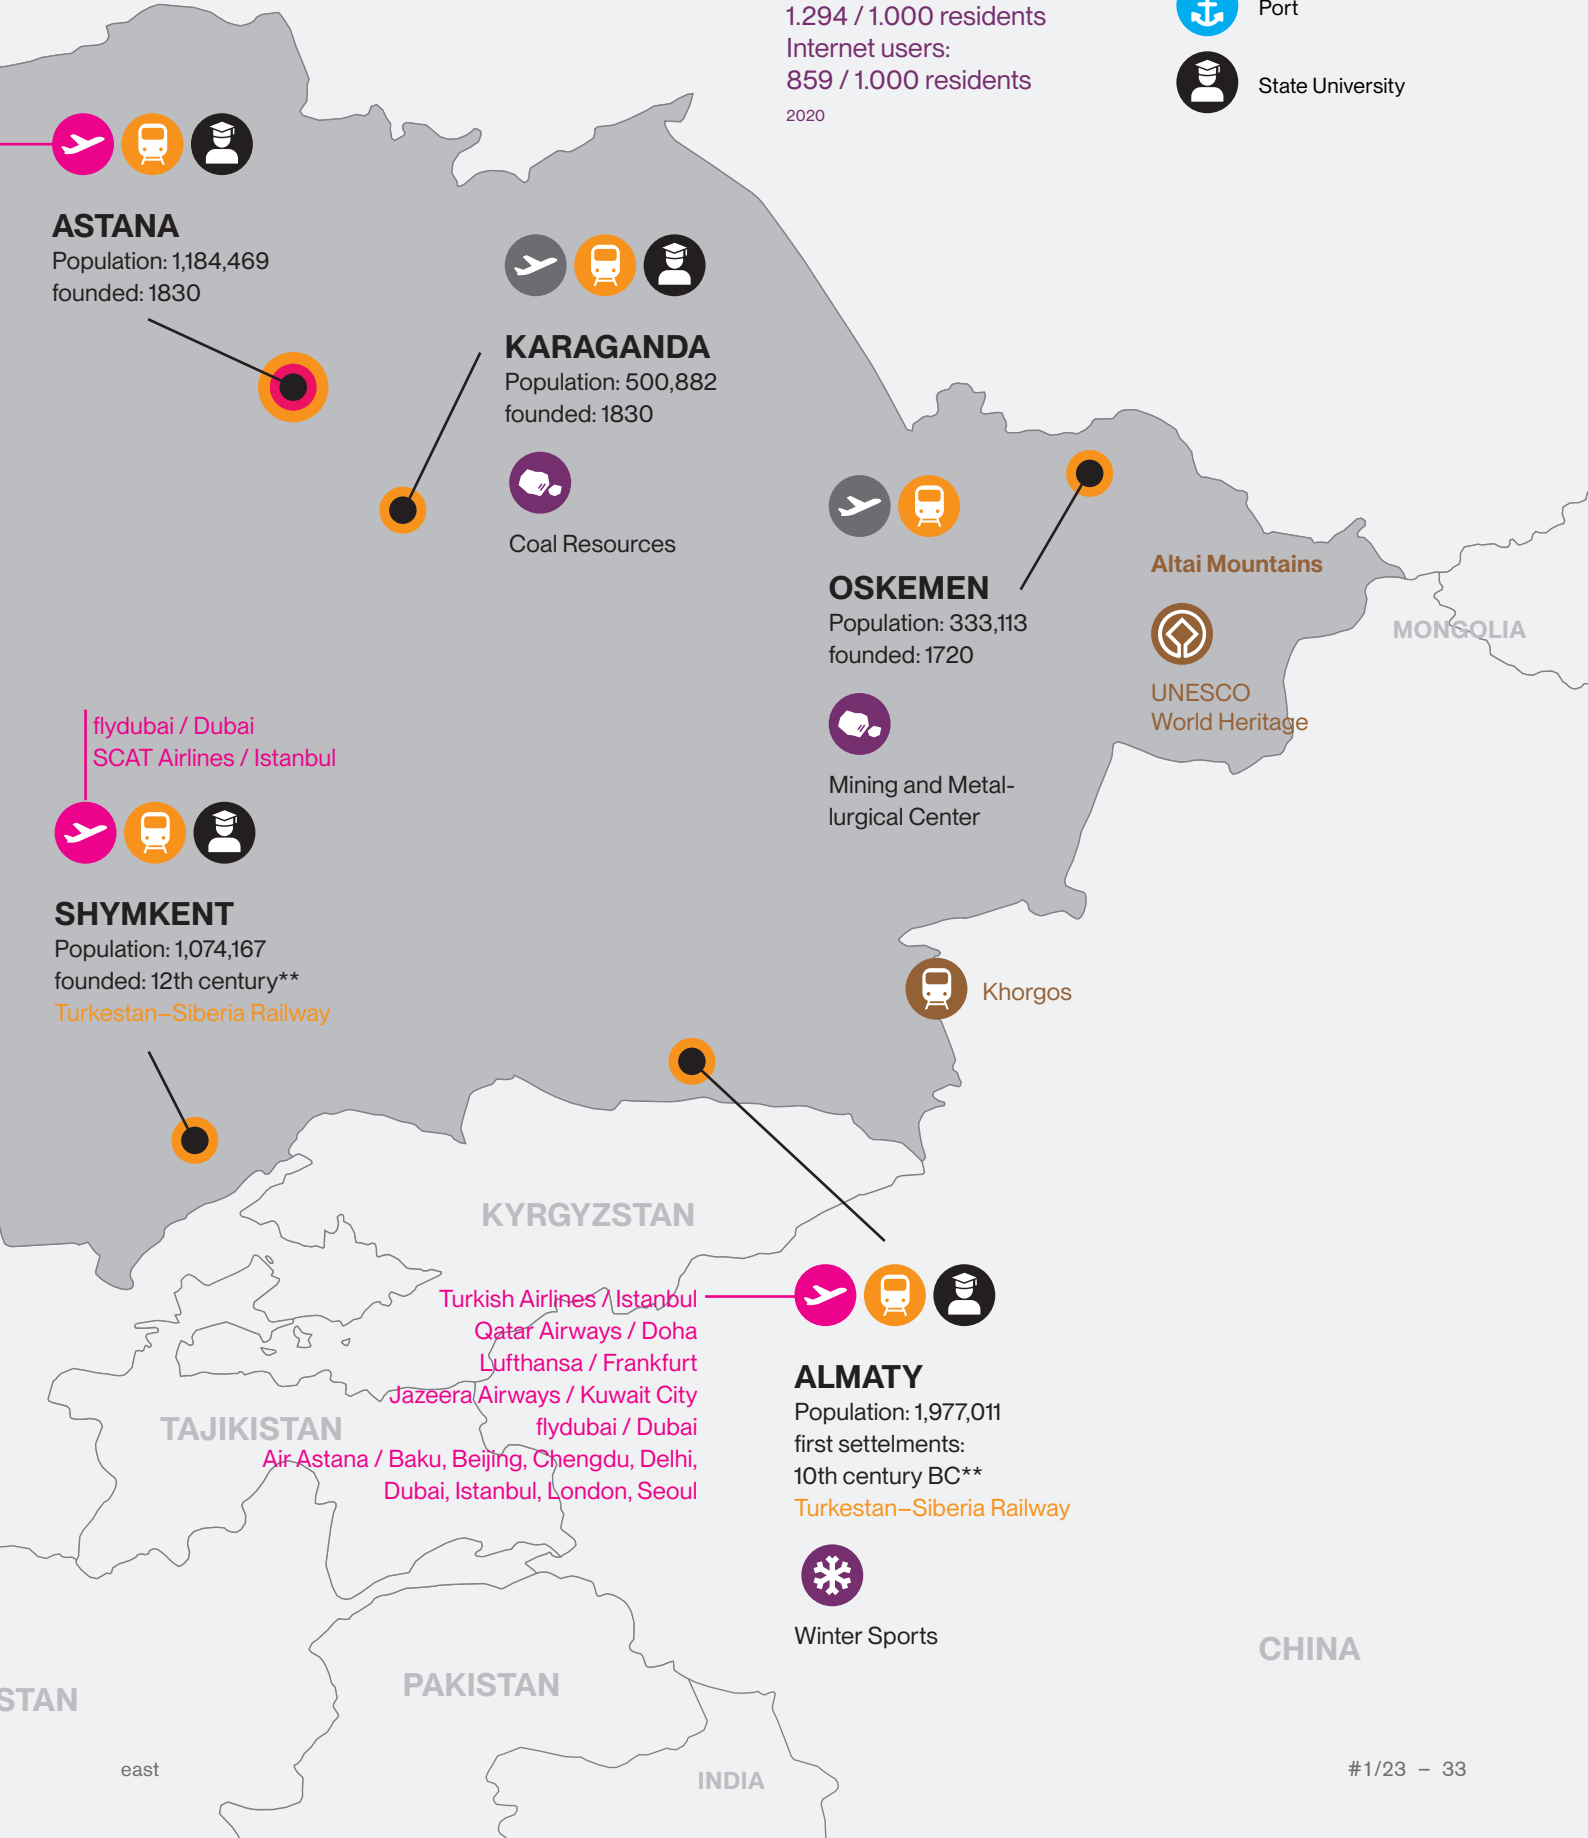 1.294 / 1.000 residents
Internet users:
859 / 1.000 residents
2020
Port
State University
ASTANA
Population: 1,184,469
founded: 1830
KARAGANDA
Population: 500,882
founded: 1830
Coal Resources
OSKEMEN
Population: 333,113
founded: 1720
Mining and Metal-
lurgical Center
Altai Mountains
UNESCO
World Heritage
MONGOLIA
flydubai / Dubai
SCAT Airlines / Istanbul
SHYMKENT
Population: 1,074,167
founded: 12th century**
Turkestan–Siberia Railway
Khorgos
KYRGYZSTAN
Turkish Airlines / Istanbul
Qatar Airways / Doha
Lufthansa / Frankfurt
Jazeera Airways / Kuwait City
flydubai / Dubai
Air Astana / Baku, Beijing, Chengdu, Delhi,
Dubai, Istanbul, London, Seoul
TAJIKISTAN
ALMATY
Population: 1,977,011
first settelments:
10th century BC**
Turkestan–Siberia Railway
Winter Sports
CHINA
PAKISTAN
STAN
INDIA
east
#1/23 – 33